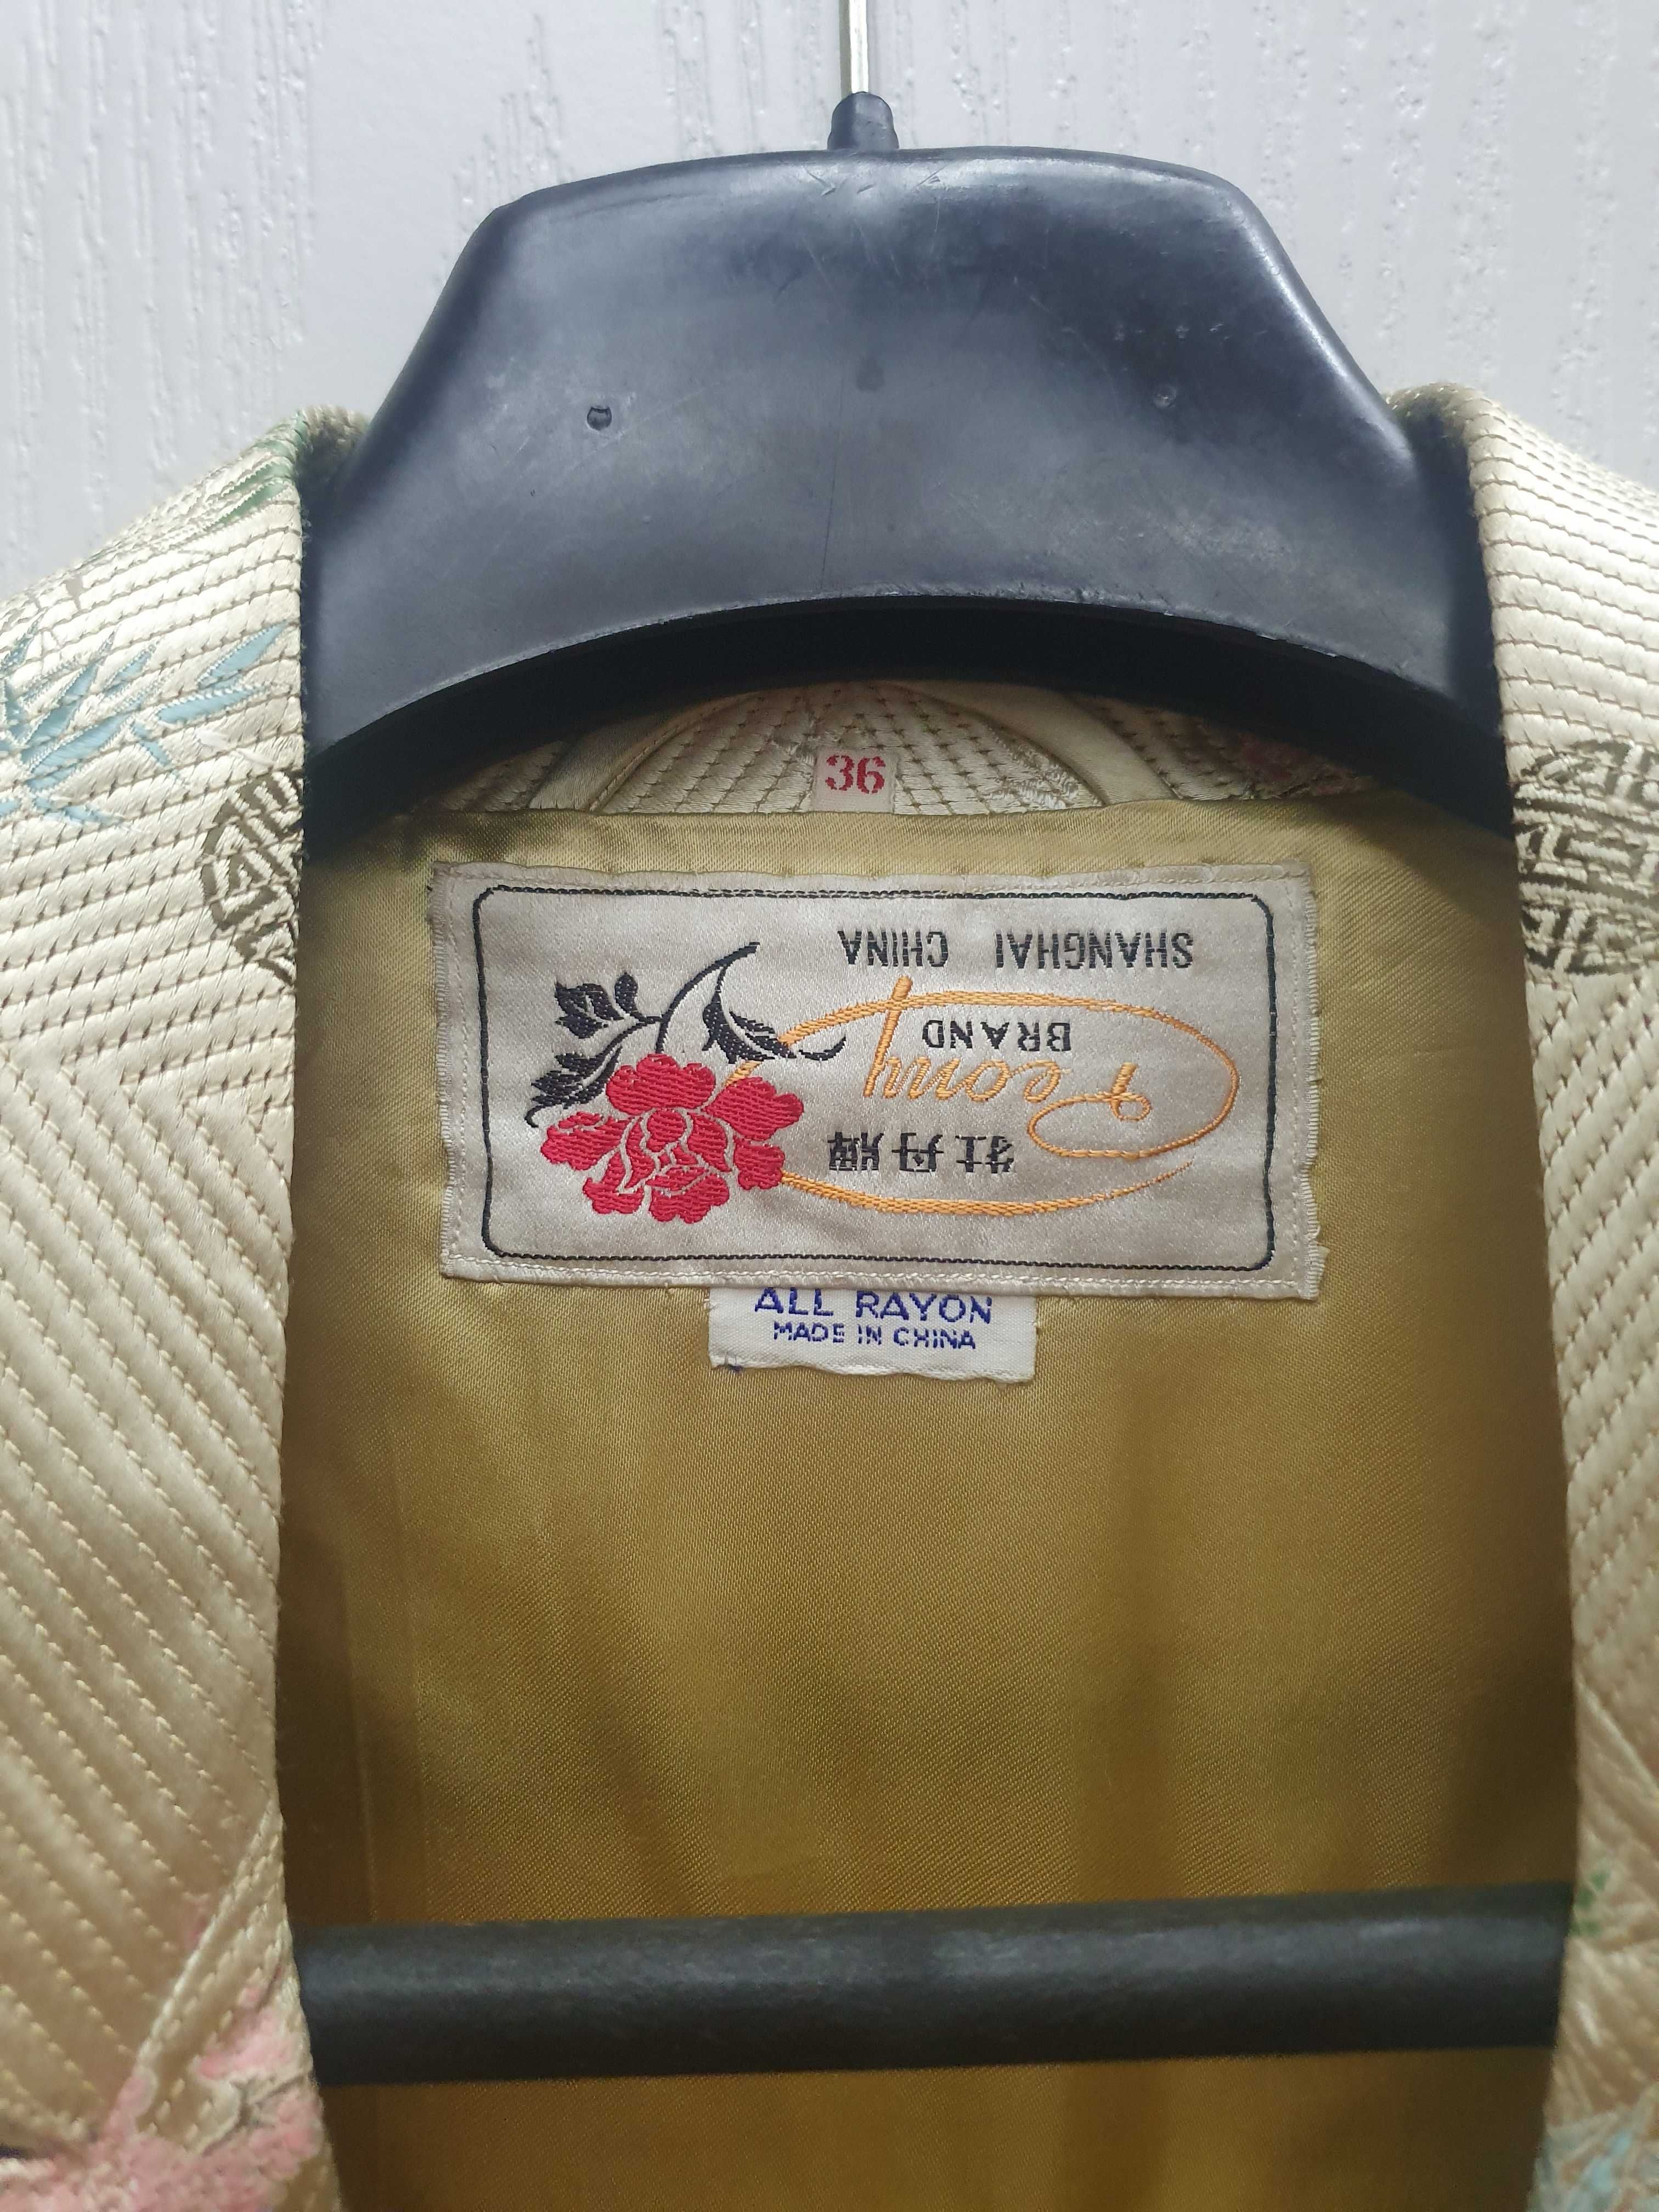 36
牡丹牌
Peony
BRAND
SHANGHAI CHINA
ALL RAYON
MADE IN CHINA